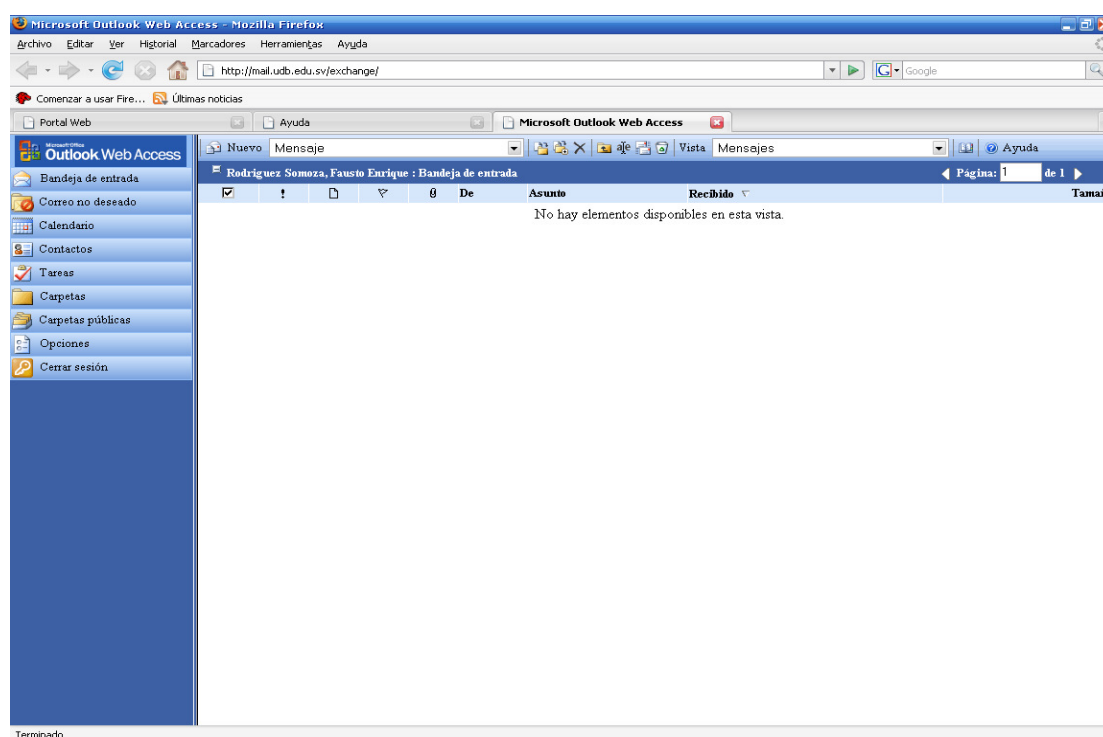 Microsoft Outlook Web Access - Mozilla Firefox
Archivo Editar Ver Historial Marcadores Herramientas Ayuda
http://mail.udb.edu.sv/exchange/ G Google
Comenzar a usar Fire... Últimas noticias
Portal Web Ayuda Microsoft Outlook Web Access
Microsoft Office
Outlook Web Access
Nuevo Mensaje Vista Mensajes Ayuda
Rodriguez Somoza, Fausto Enrique : Bandeja de entrada Página: 1 de 1
! De Asunto Recibido Tamañ
No hay elementos disponibles en esta vista.
Bandeja de entrada
Correo no deseado
Calendario
Contactos
Tareas
Carpetas
Carpetas públicas
Opciones
Cerrar sesión
Terminado